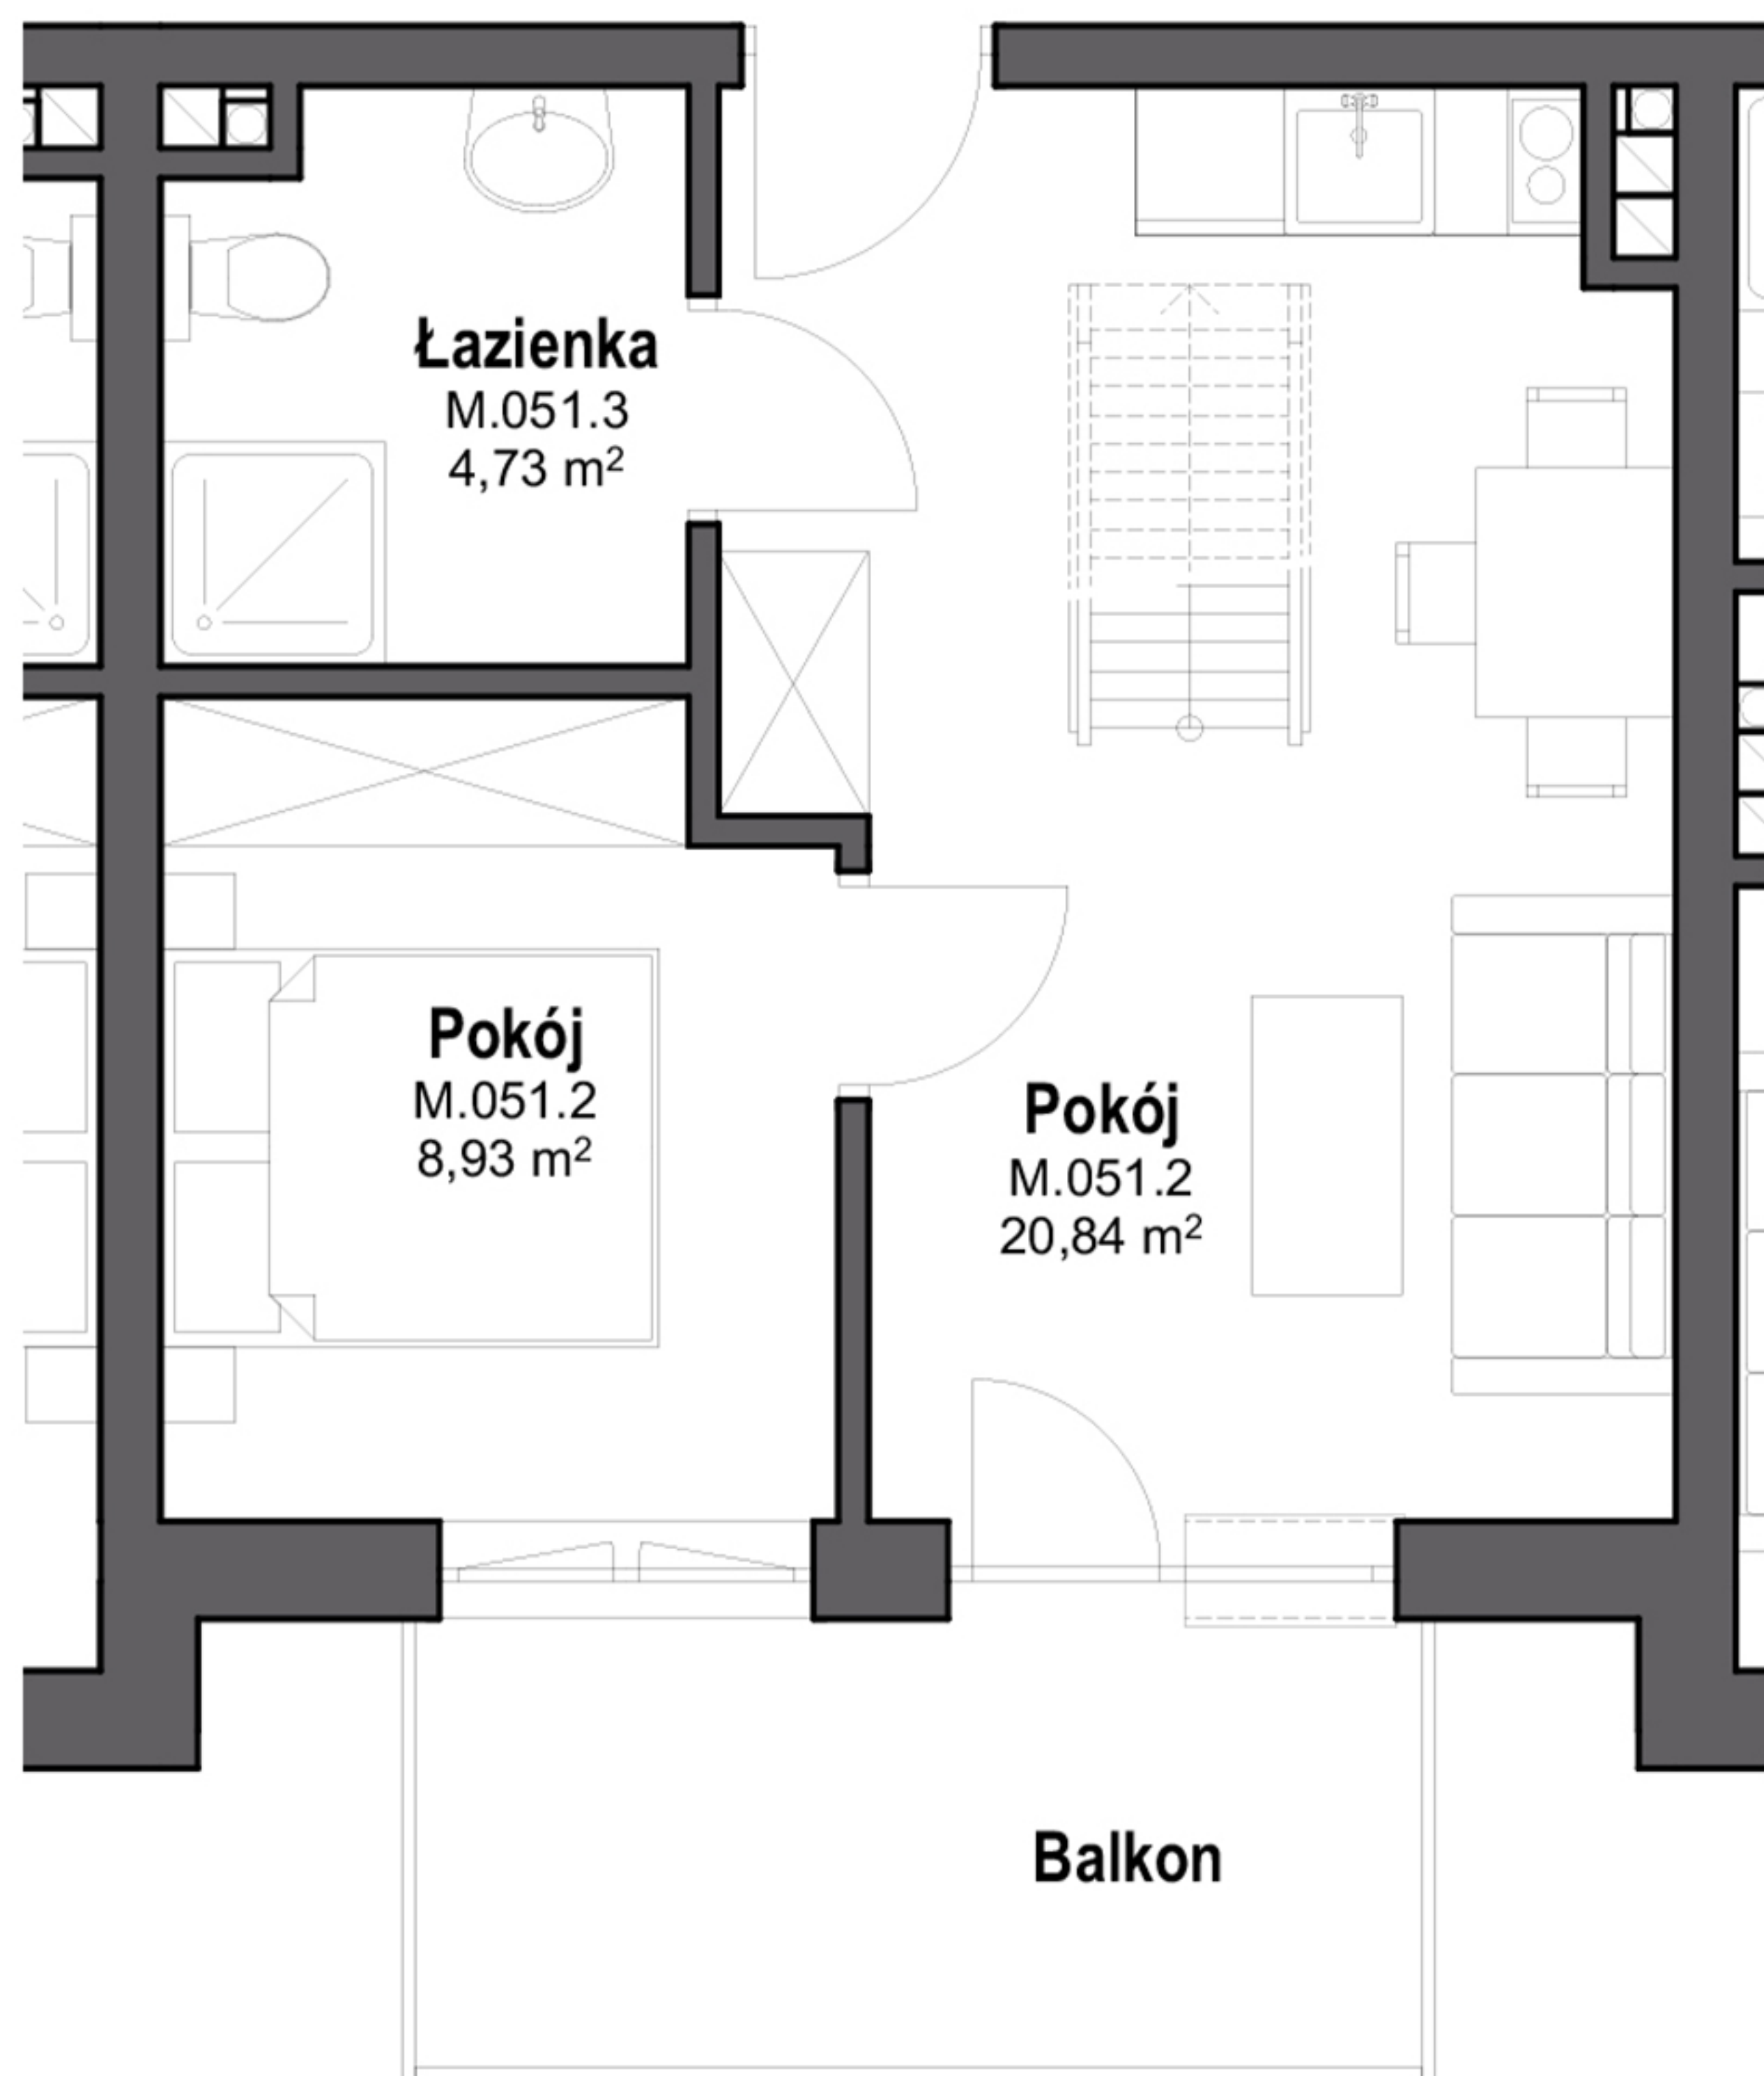 Łazienka
M.051.3
4,73 m²
Pokój
M.051.2
8,93 m²
Pokój
M.051.2
20,84 m²
Balkon